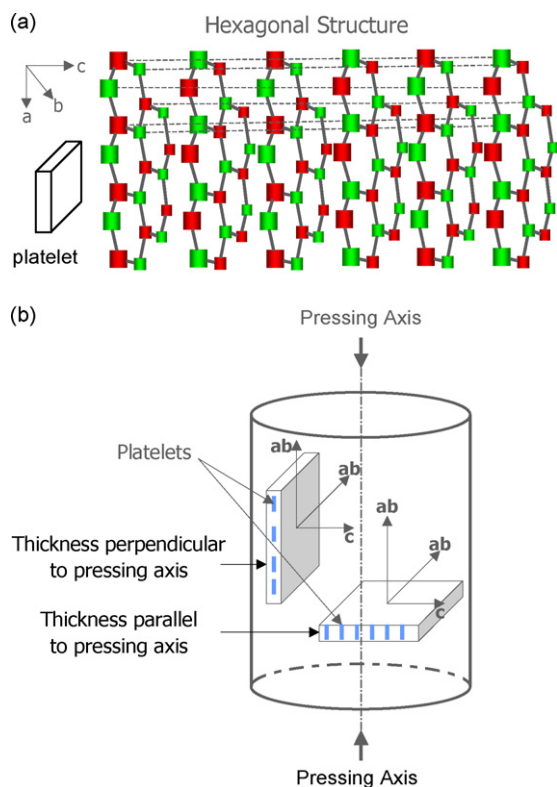 (a)
Hexagonal Structure
c
b
a
platelet
(b)
Pressing Axis
Platelets
ab
ab
c
ab
ab
c
Thickness perpendicular
to pressing axis
Thickness parallel
to pressing axis
Pressing Axis